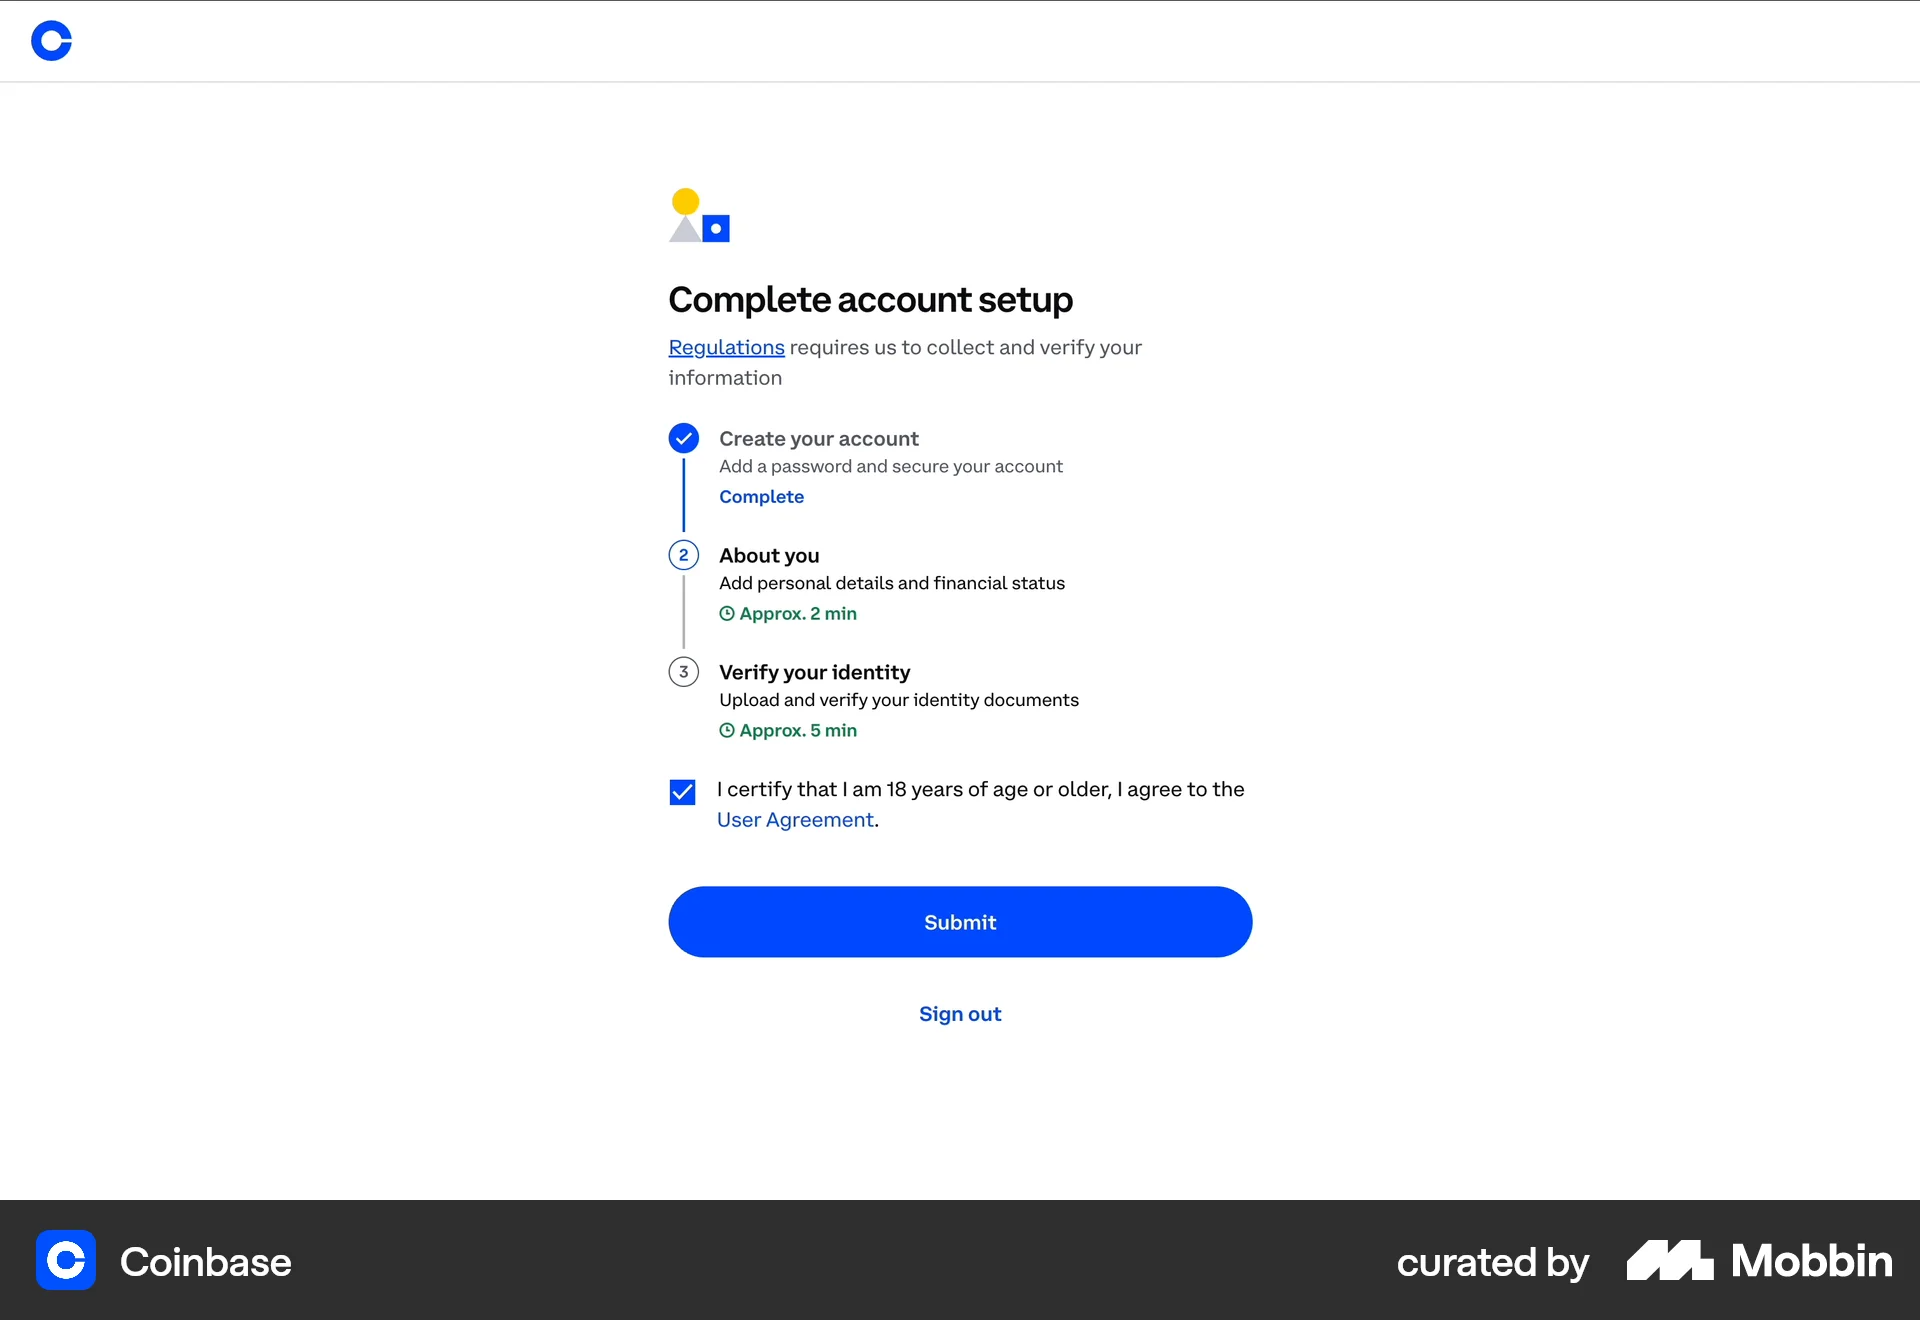 Complete account setup
Regulations requires us to collect and verify your
information
Create your account
Add a password and secure your account
Complete
2
About you
Add personal details and financial status
Approx. 2 min
3
Verify your identity
Upload and verify your identity documents
Approx. 5 min
I certify that I am 18 years of age or older, I agree to the
User Agreement.
Submit
Sign out
Coinbase
curated by Mobbin